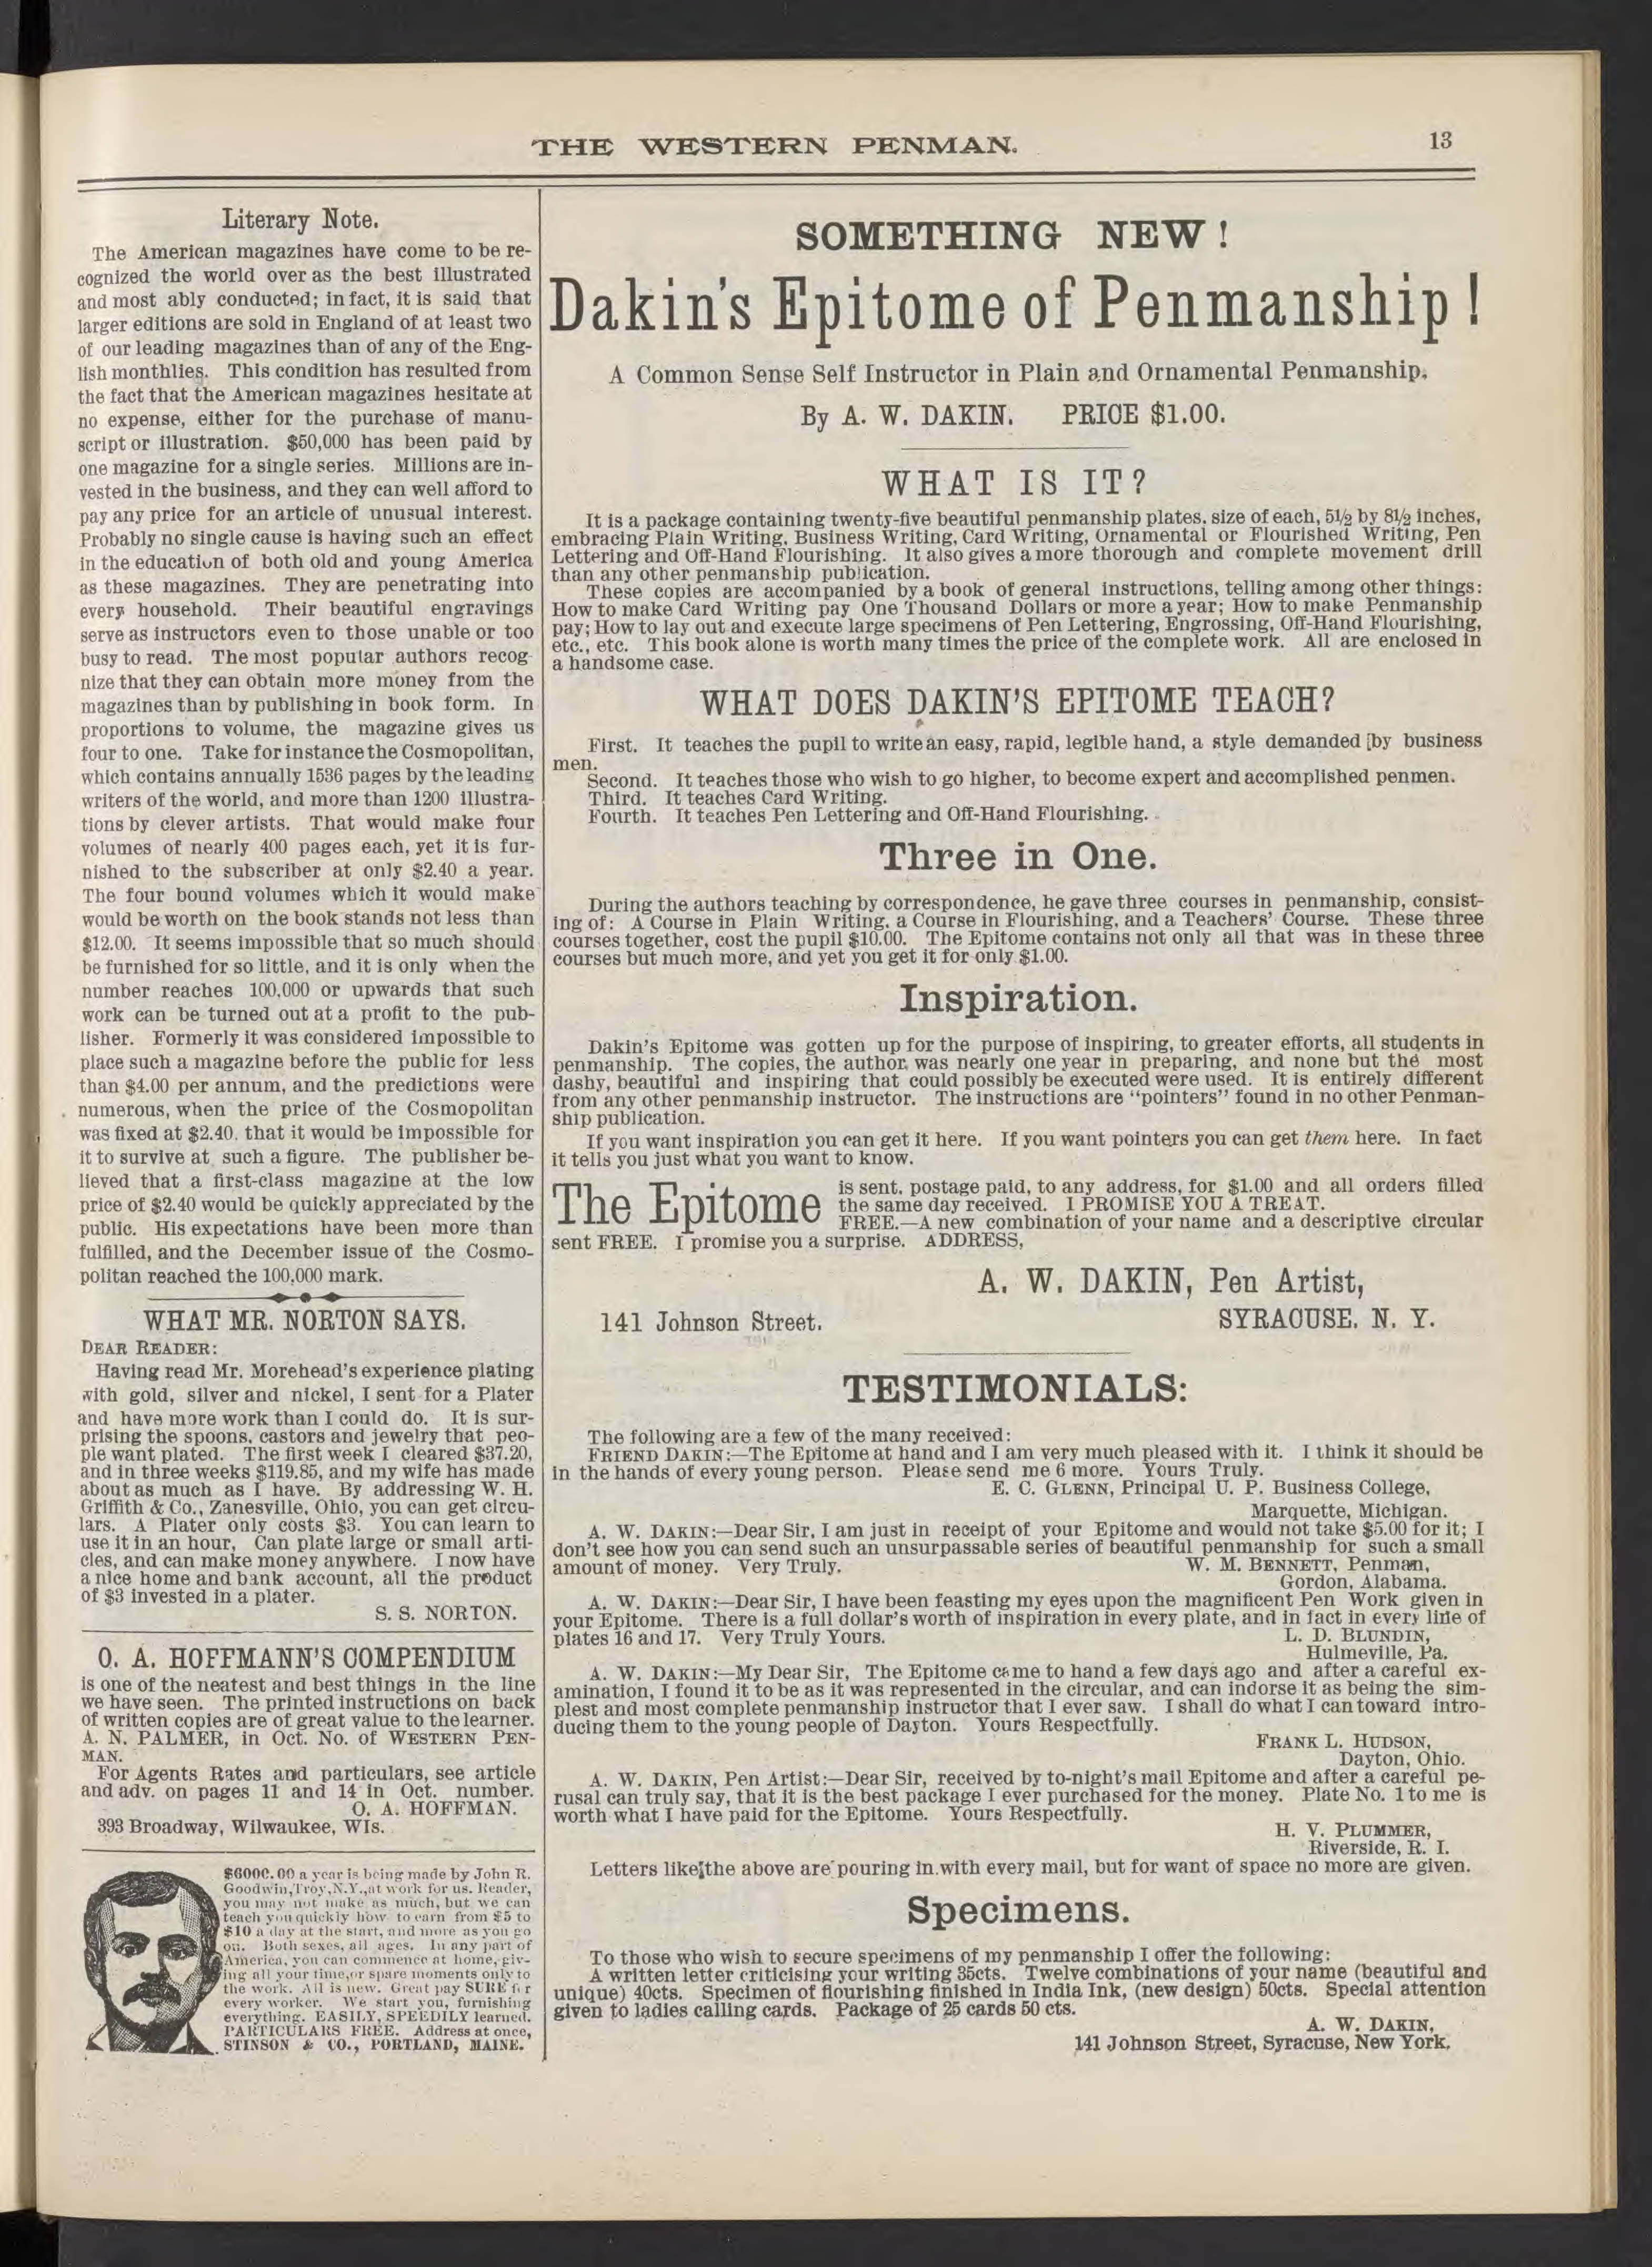 THE WESTERN PENMAN.
13
Literary Note.
The American magazines have come to be re-
cognized the world over as the best illustrated
and most ably conducted; in fact, it is said that
larger editions are sold in England of at least two
of our leading magazines than of any of the Eng-
lish monthlies. This condition has resulted from
the fact that the American magazines hesitate at
no expense, either for the purchase of manu-
script or illustration. $50,000 has been paid by
one magazine for a single series. Millions are in-
vested in the business, and they can well afford to
pay any price for an article of unusual interest.
Probably no single cause is having such an effect
in the education of both old and young America
as these magazines. They are penetrating into
every household. Their beautiful engravings
serve as instructors even to those unable or too
busy to read. The most popular authors recog-
nize that they can obtain more money from the
magazines than by publishing in book form. In
proportions to volume, the magazine gives us
four to one. Take for instance the Cosmopolitan,
which contains annually 1536 pages by the leading
writers of the world, and more than 1200 illustra-
tions by clever artists. That would make four
volumes of nearly 400 pages each, yet it is fur-
nished to the subscriber at only $2.40 a year.
The four bound volumes which it would make
would be worth on the book stands not less than
$12.00. It seems impossible that so much should
be furnished for so little, and it is only when the
number reaches 100,000 or upwards that such
work can be turned out at a profit to the pub-
lisher. Formerly it was considered impossible to
place such a magazine before the public for less
than $4.00 per annum, and the predictions were
numerous, when the price of the Cosmopolitan
was fixed at $2.40, that it would be impossible for
it to survive at such a figure. The publisher be-
lieved that a first-class magazine at the low
price of $2.40 would be quickly appreciated by the
public. His expectations have been more than
fulfilled, and the December issue of the Cosmo-
politan reached the 100,000 mark.
WHAT MR. NORTON SAYS.
DEAR READER:
Having read Mr. Morehead's experience plating
with gold, silver and nickel, I sent for a Plater
and have more work than I could do. It is sur-
prising the spoons, castors and jewelry that peo-
ple want plated. The first week I cleared $37.20,
and in three weeks $119.85, and my wife has made
about as much as I have. By addressing W. H.
Griffith & Co., Zanesville, Ohio, you can get circu-
lars. A Plater only costs $3. You can learn to
use it in an hour, Can plate large or small arti-
cles, and can make money anywhere. I now have
a nice home and bank account, all the product
of $3 invested in a plater.
S. S. NORTON.
O. A. HOFFMANN'S COMPENDIUM
is one of the neatest and best things in the line
we have seen. The printed instructions on back
of written copies are of great value to the learner.
A. N. PALMER, in Oct. No. of WESTERN PEN-
MAN.
For Agents Rates and particulars, see article
and adv. on pages 11 and 14 in Oct. number.
O. A. HOFFMAN.
393 Broadway, Wilwaukee, WIs.
$6000.00 a year is being made by John R.
Goodwin, Troy, N.Y., at work for us. Reader,
you may not make as much, but we can
teach you quickly how to earn from $5 to
$10 a day at the start, and more as you go
on. Both sexes, all ages. In any part of
America, you can commence at home, giv-
ing all your time, or spare moments only to
the work. All is new. Great pay SURE for
every worker. We start you, furnishing
everything. EASILY, SPEEDILY learned.
PARTICULARS FREE. Address at once,
STINSON & CO., PORTLAND, MAINE.
SOMETHING NEW!
Dakin's Epitome of Penmanship!
A Common Sense Self Instructor in Plain and Ornamental Penmanship.
By A. W. DAKIN. PRICE $1.00.
WHAT IS IT?
It is a package containing twenty-five beautiful penmanship plates, size of each, 5½ by 8½ inches,
embracing Plain Writing, Business Writing, Card Writing, Ornamental or Flourished Writing, Pen
Lettering and Off-Hand Flourishing. It also gives a more thorough and complete movement drill
than any other penmanship publication.
These copies are accompanied by a book of general instructions, telling among other things:
How to make Card Writing pay One Thousand Dollars or more a year; How to make Penmanship
pay; How to lay out and execute large specimens of Pen Lettering, Engrossing, Off-Hand Flourishing,
etc., etc. This book alone is worth many times the price of the complete work. All are enclosed in
a handsome case.
WHAT DOES DAKIN'S EPITOME TEACH?
First. It teaches the pupil to write an easy, rapid, legible hand, a style demanded [by business
men.
Second. It teaches those who wish to go higher, to become expert and accomplished penmen.
Third. It teaches Card Writing.
Fourth. It teaches Pen Lettering and Off-Hand Flourishing.
Three in One.
During the authors teaching by correspondence, he gave three courses in penmanship, consist-
ing of: A Course in Plain Writing, a Course in Flourishing, and a Teachers' Course. These three
courses together, cost the pupil $10.00. The Epitome contains not only all that was in these three
courses but much more, and yet you get it for only $1.00.
Inspiration.
Dakin's Epitome was gotten up for the purpose of inspiring, to greater efforts, all students in
penmanship. The copies, the author was nearly one year in preparing, and none but the most
dashy, beautiful and inspiring that could possibly be executed were used. It is entirely different
from any other penmanship instructor. The instructions are "pointers" found in no other Penman-
ship publication.
If you want inspiration you can get it here. If you want pointers you can get them here. In fact
it tells you just what you want to know.
The Epitome is sent, postage paid, to any address, for $1.00 and all orders filled
the same day received. I PROMISE YOU A TREAT.
FREE.—A new combination of your name and a descriptive circular
sent FREE. I promise you a surprise. ADDRESS,
A. W. DAKIN, Pen Artist,
141 Johnson Street. SYRACUSE. N. Y.
TESTIMONIALS:
The following are a few of the many received:
FRIEND DAKIN:—The Epitome at hand and I am very much pleased with it. I think it should be
in the hands of every young person. Please send me 6 more. Yours Truly.
E. C. GLENN, Principal U. P. Business College,
Marquette, Michigan.
A. W. DAKIN:—Dear Sir, I am just in receipt of your Epitome and would not take $5.00 for it; I
don't see how you can send such an unsurpassable series of beautiful penmanship for such a small
amount of money. Very Truly. W. M. BENNETT, Penman,
Gordon, Alabama.
A. W. DAKIN:—Dear Sir, I have been feasting my eyes upon the magnificent Pen Work given in
your Epitome. There is a full dollar's worth of inspiration in every plate, and in fact in every line of
plates 16 and 17. Very Truly Yours. L. D. BLUNDIN,
Hulmeville, Pa.
A. W. DAKIN:—My Dear Sir, The Epitome came to hand a few days ago and after a careful ex-
amination, I found it to be as it was represented in the circular, and can indorse it as being the sim-
plest and most complete penmanship instructor that I ever saw. I shall do what I can toward intro-
ducing them to the young people of Dayton. Yours Respectfully.
FRANK L. HUDSON,
Dayton, Ohio.
A. W. DAKIN, Pen Artist:—Dear Sir, received by to-night's mail Epitome and after a careful pe-
rusal can truly say, that it is the best package I ever purchased for the money. Plate No. 1 to me is
worth what I have paid for the Epitome. Yours Respectfully.
H. V. PLUMMER,
Riverside, R. I.
Letters like the above are pouring in with every mail, but for want of space no more are given.
Specimens.
To those who wish to secure specimens of my penmanship I offer the following:
A written letter criticising your writing 35cts. Twelve combinations of your name (beautiful and
unique) 40cts. Specimen of flourishing finished in India Ink, (new design) 50cts. Special attention
given to ladies calling cards. Package of 25 cards 50 cts.
A. W. DAKIN,
141 Johnson Street, Syracuse, New York.